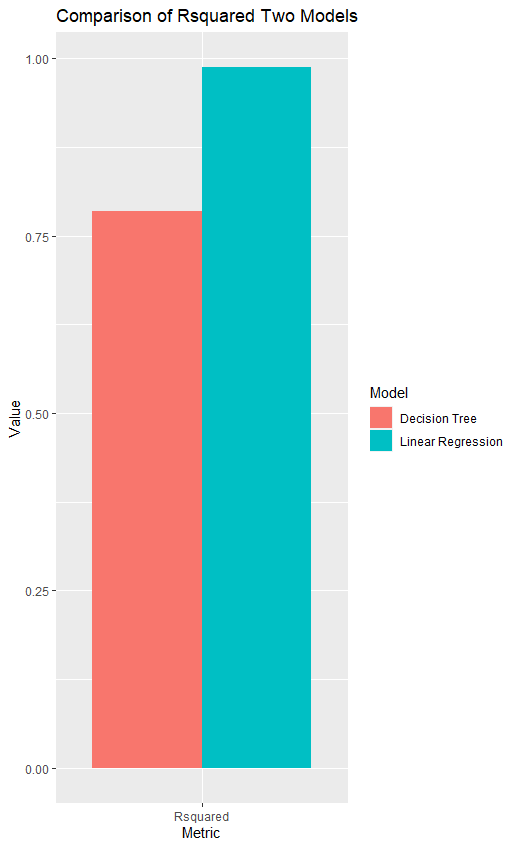 Comparison of Rsquared Two Models
1.00
0.75
0.50
0.25
0.00
Value
Rsquared
Metric
Model
Decision Tree
Linear Regression